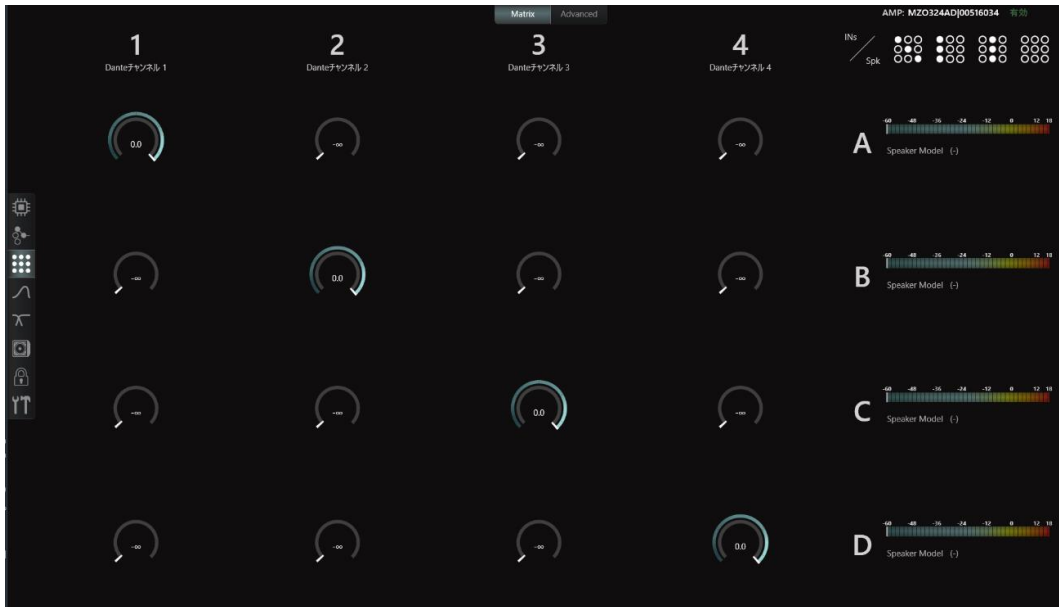 Matrix Advanced
AMP: MZO324AD|00516034 有効
1 2 3 4
Danteチャンネル 1 Danteチャンネル 2 Danteチャンネル 3 Danteチャンネル 4
INs
Spk
0.0 -∞ -∞ -∞
A
-60 -48 -36 -24 -12 0 12 18
Speaker Model (-)
-∞ 0.0 -∞ -∞
B
-60 -48 -36 -24 -12 0 12 18
Speaker Model (-)
-∞ -∞ 0.0 -∞
C
-60 -48 -36 -24 -12 0 12 18
Speaker Model (-)
-∞ -∞ -∞ 0.0
D
-60 -48 -36 -24 -12 0 12 18
Speaker Model (-)